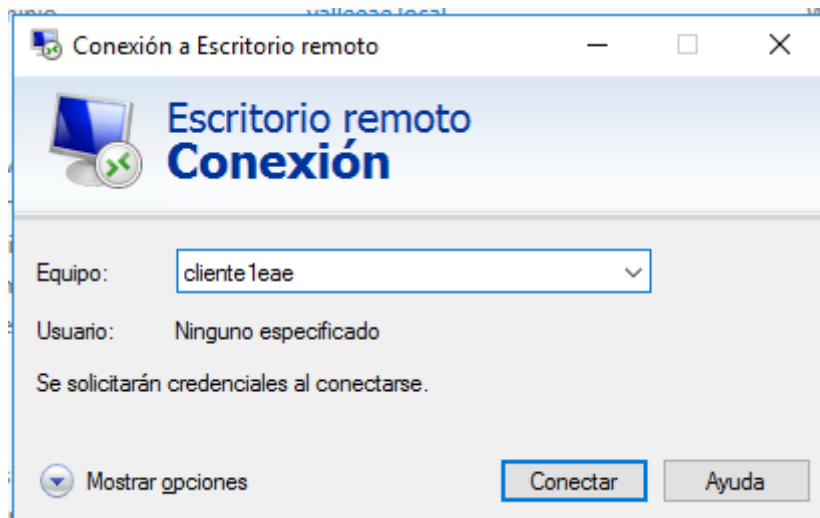 Conexión a Escritorio remoto
Escritorio remoto
Conexión
Equipo: cliente1eae
Usuario: Ninguno especificado
Se solicitarán credenciales al conectarse.
Mostrar opciones Conectar Ayuda